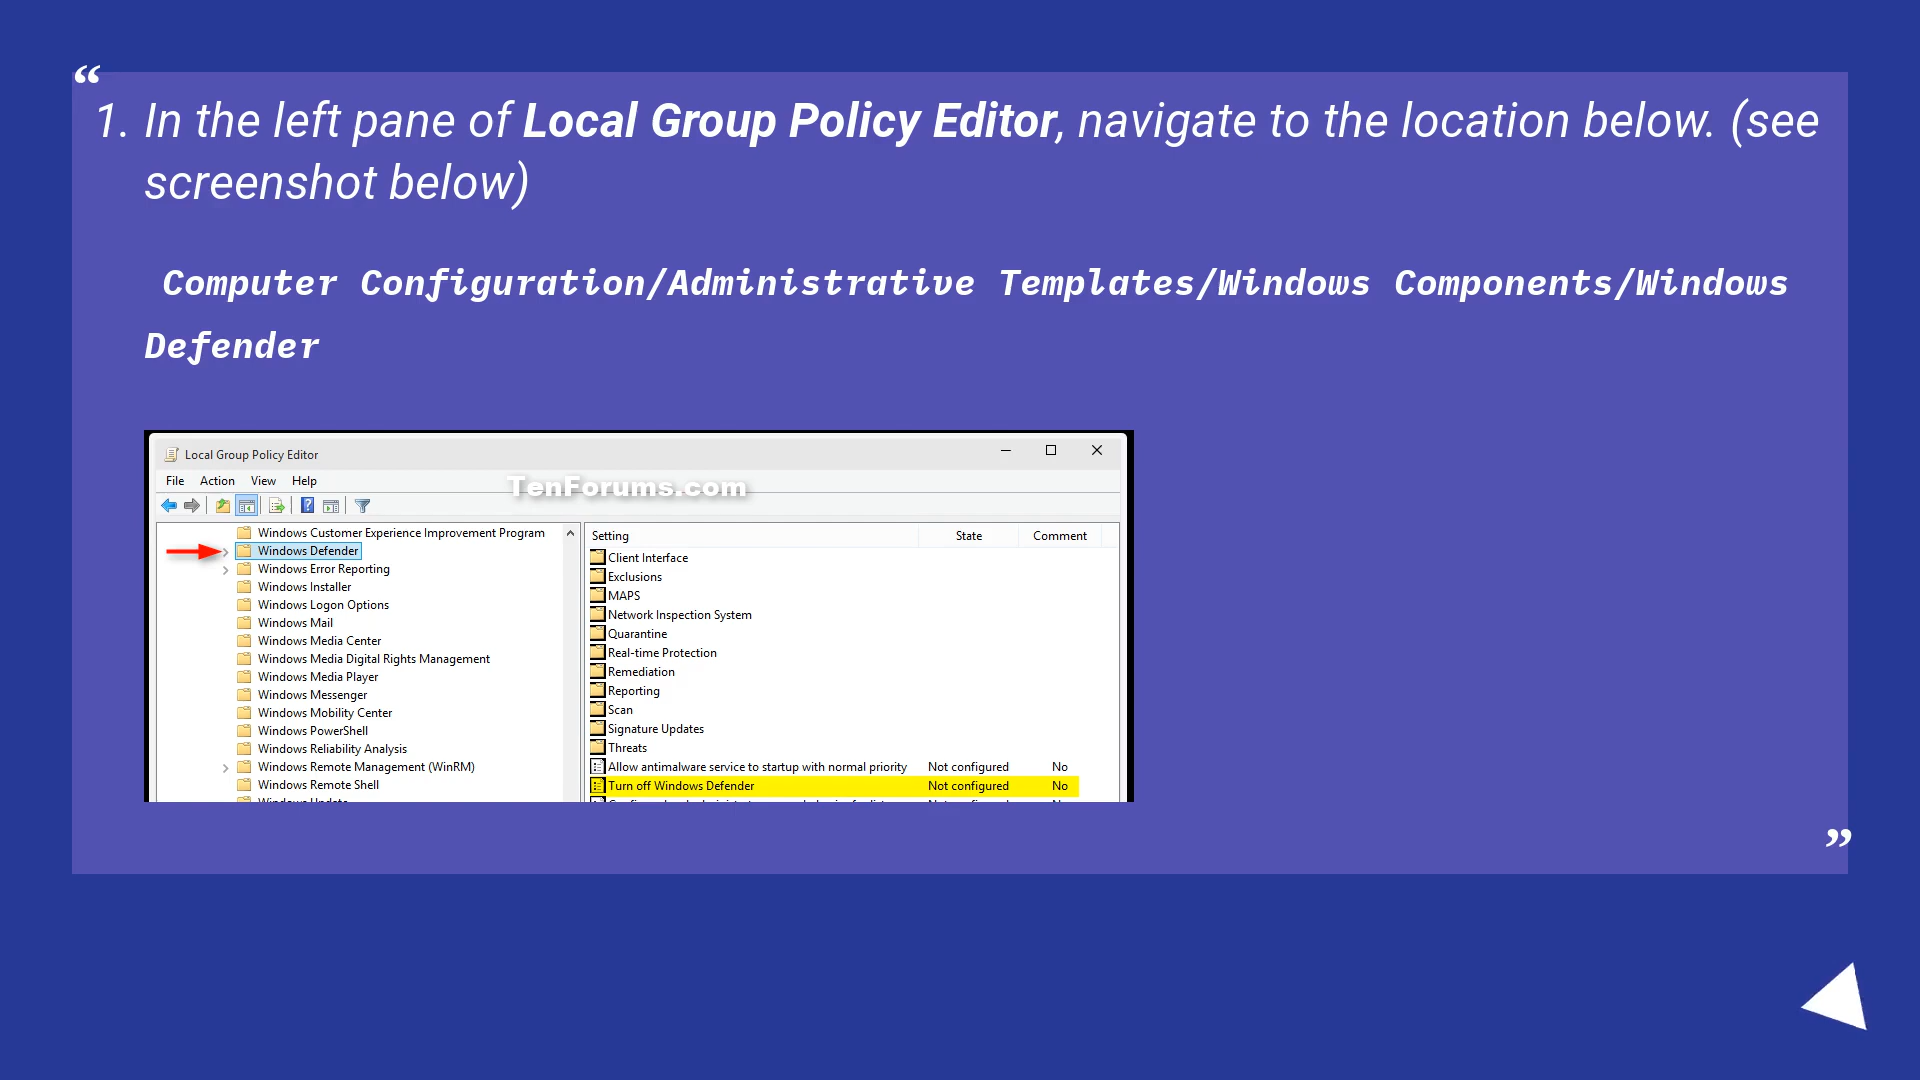 “
1. In the left pane of Local Group Policy Editor, navigate to the location below. (see
screenshot below)
Computer Configuration/Administrative Templates/Windows Components/Windows
Defender
Local Group Policy Editor
File Action View Help
TenForums.com
Windows Customer Experience Improvement Program
Windows Defender
Windows Error Reporting
Windows Installer
Windows Logon Options
Windows Mail
Windows Media Center
Windows Media Digital Rights Management
Windows Media Player
Windows Messenger
Windows Mobility Center
Windows PowerShell
Windows Reliability Analysis
Windows Remote Management (WinRM)
Windows Remote Shell
Setting State Comment
Client Interface
Exclusions
MAPS
Network Inspection System
Quarantine
Real-time Protection
Remediation
Reporting
Scan
Signature Updates
Threats
Allow antimalware service to startup with normal priority Not configured No
Turn off Windows Defender Not configured No
”